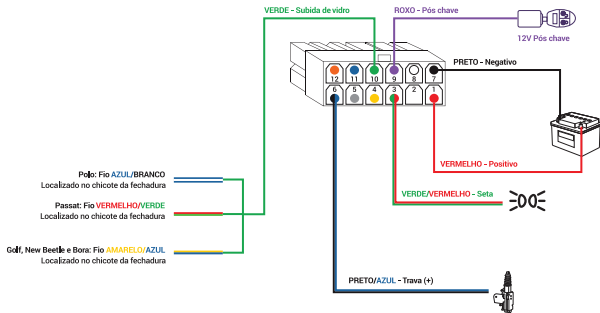 VERDE – Subida de vidro
ROXO – Pós chave
12V Pós chave
PRETO – Negativo
12 11 10 9 8 7
6 5 4 3 2 1
VERMELHO – Positivo
VERDE/VERMELHO – Seta
Polo: Fio AZUL/BRANCO
Localizado no chicote da fechadura
Passat: Fio VERMELHO/VERDE
Localizado no chicote da fechadura
Golf, New Beetle e Bora: Fio AMARELO/AZUL
Localizado no chicote da fechadura
PRETO/AZUL – Trava (+)